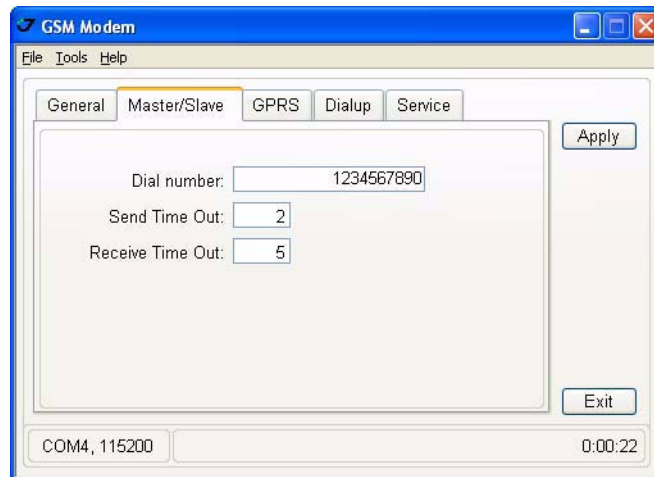 GSM Modem
File Tools Help
General Master/Slave GPRS Dialup Service
Apply
Dial number: 1234567890
Send Time Out: 2
Receive Time Out: 5
Exit
COM4, 115200 0:00:22